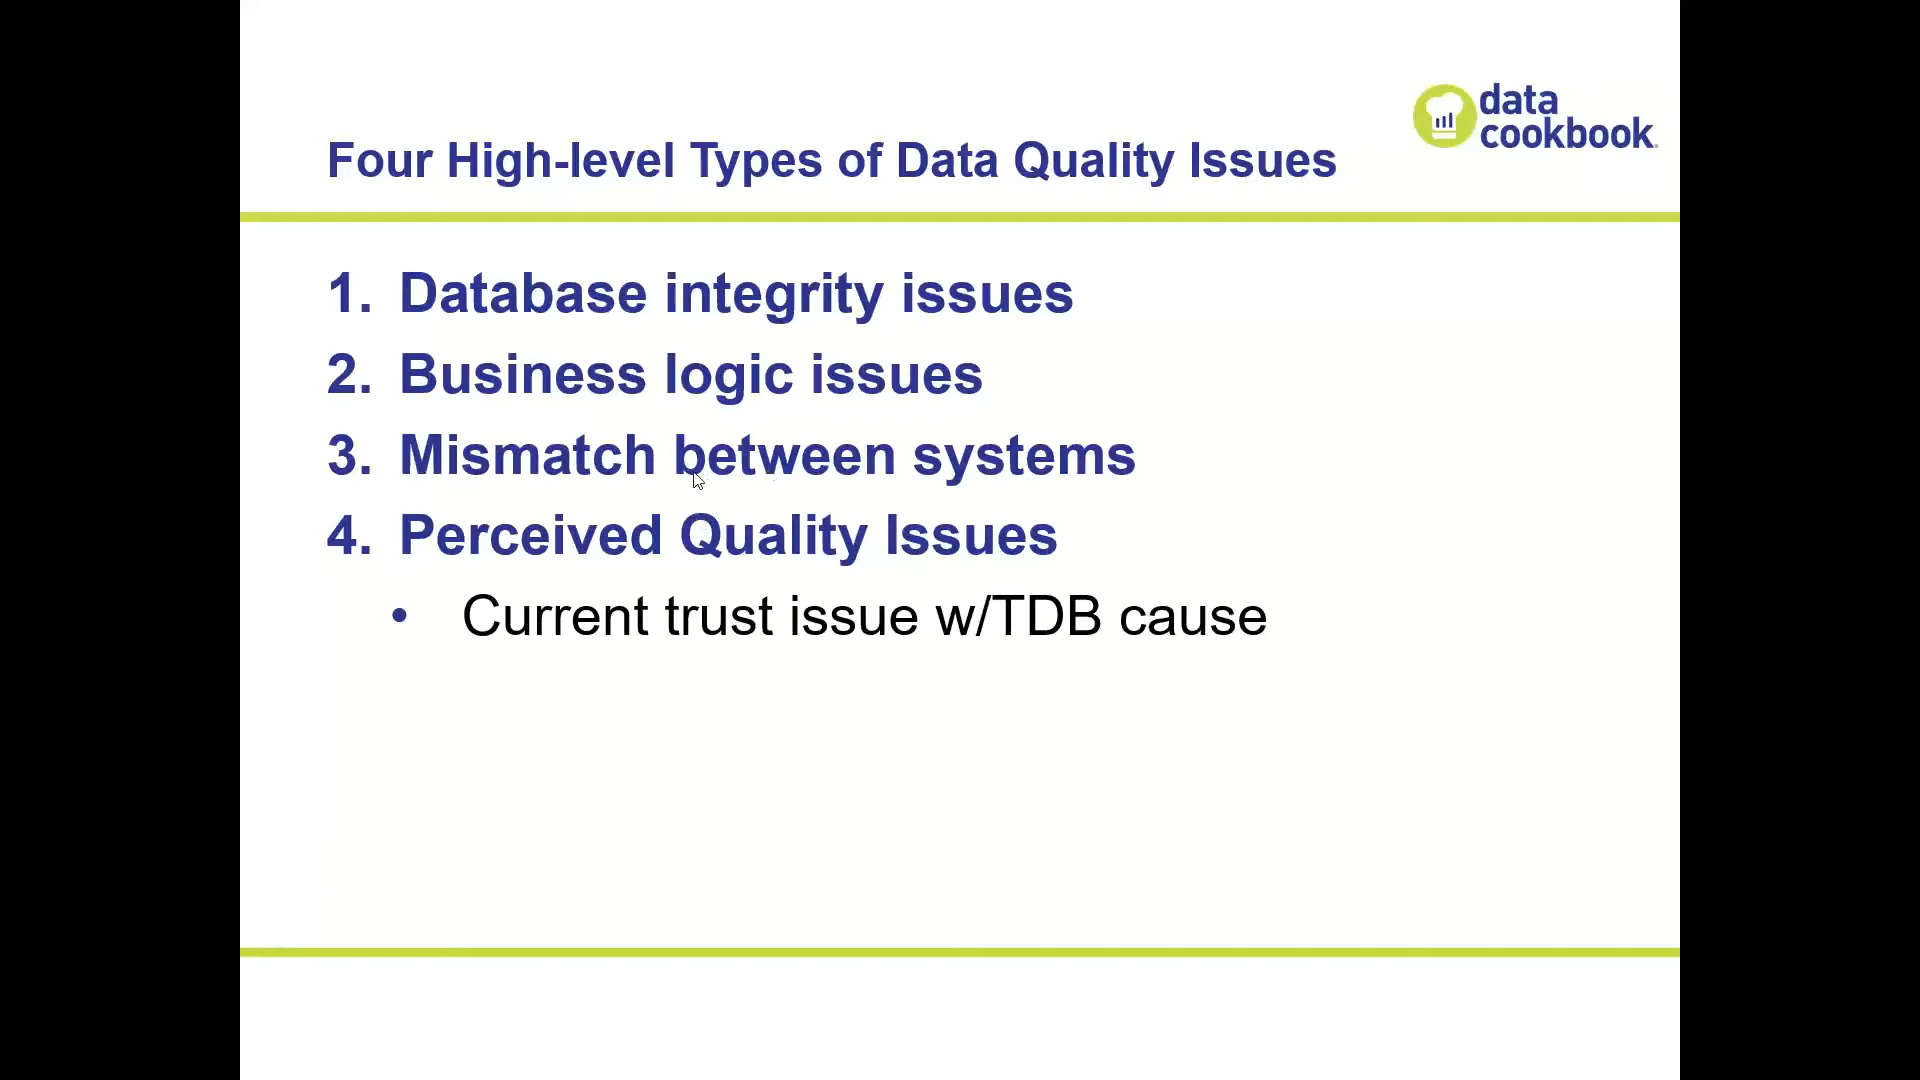 data
cookbook
Four High-level Types of Data Quality Issues
1. Database integrity issues
2. Business logic issues
3. Mismatch between systems
4. Perceived Quality Issues
• Current trust issue w/TDB cause